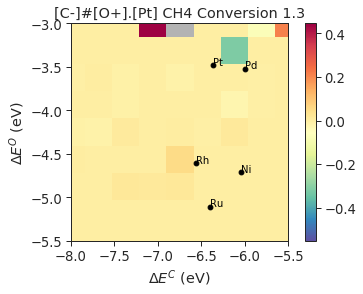 [C-]#[O+].[Pt] CH4 Conversion 1.3
−3.0
−3.5
−4.0
−4.5
−5.0
−5.5
ΔE^O (eV)
Pt
Pd
Rh
Ni
Ru
−8.0 −7.5 −7.0 −6.5 −6.0 −5.5
ΔE^C (eV)
0.4
0.2
0.0
−0.2
−0.4